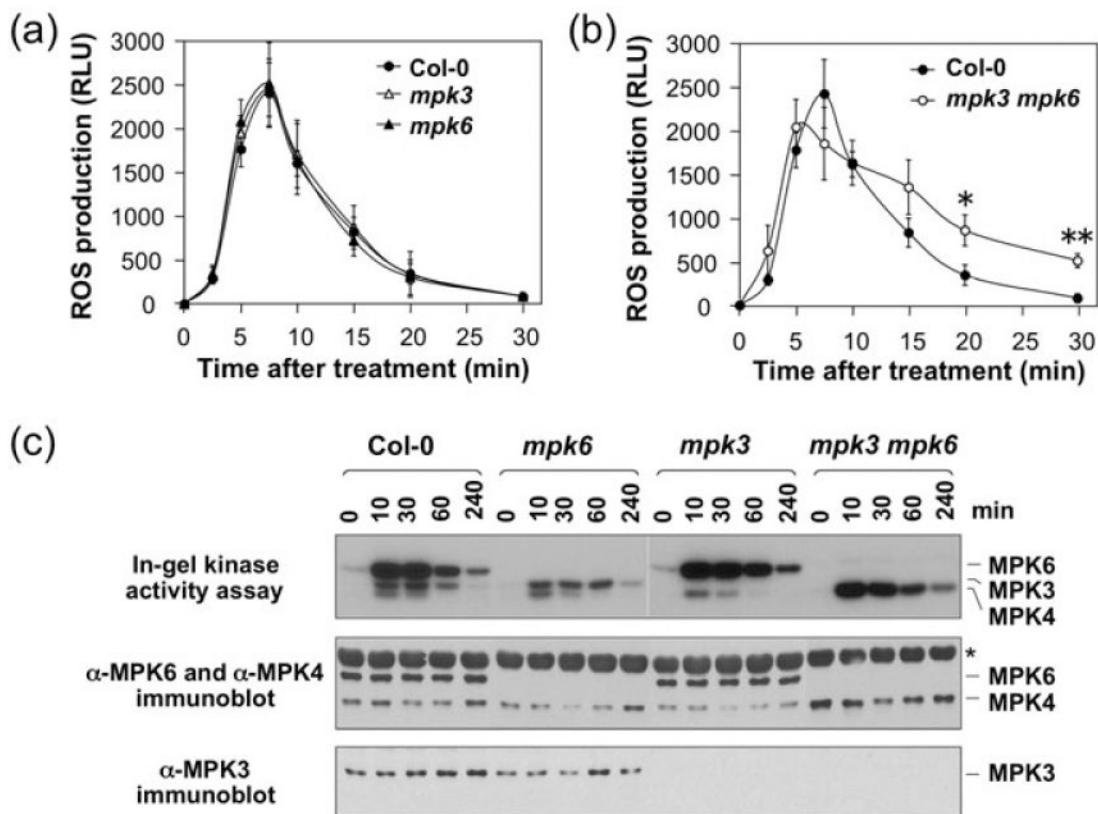 (a)
ROS production (RLU)
3000
2500
2000
1500
1000
500
0
Col-0
mpk3
mpk6
0 5 10 15 20 25 30
Time after treatment (min)
(b)
ROS production (RLU)
3000
2500
2000
1500
1000
500
0
Col-0
mpk3 mpk6
*
**
0 5 10 15 20 25 30
Time after treatment (min)
(c)
Col-0 mpk6 mpk3 mpk3 mpk6
0 10 30 60 240 0 10 30 60 240 0 10 30 60 240 0 10 30 60 240 min
In-gel kinase
activity assay
MPK6
MPK3
MPK4
α-MPK6 and α-MPK4
immunoblot
*
MPK6
MPK4
α-MPK3
immunoblot
MPK3